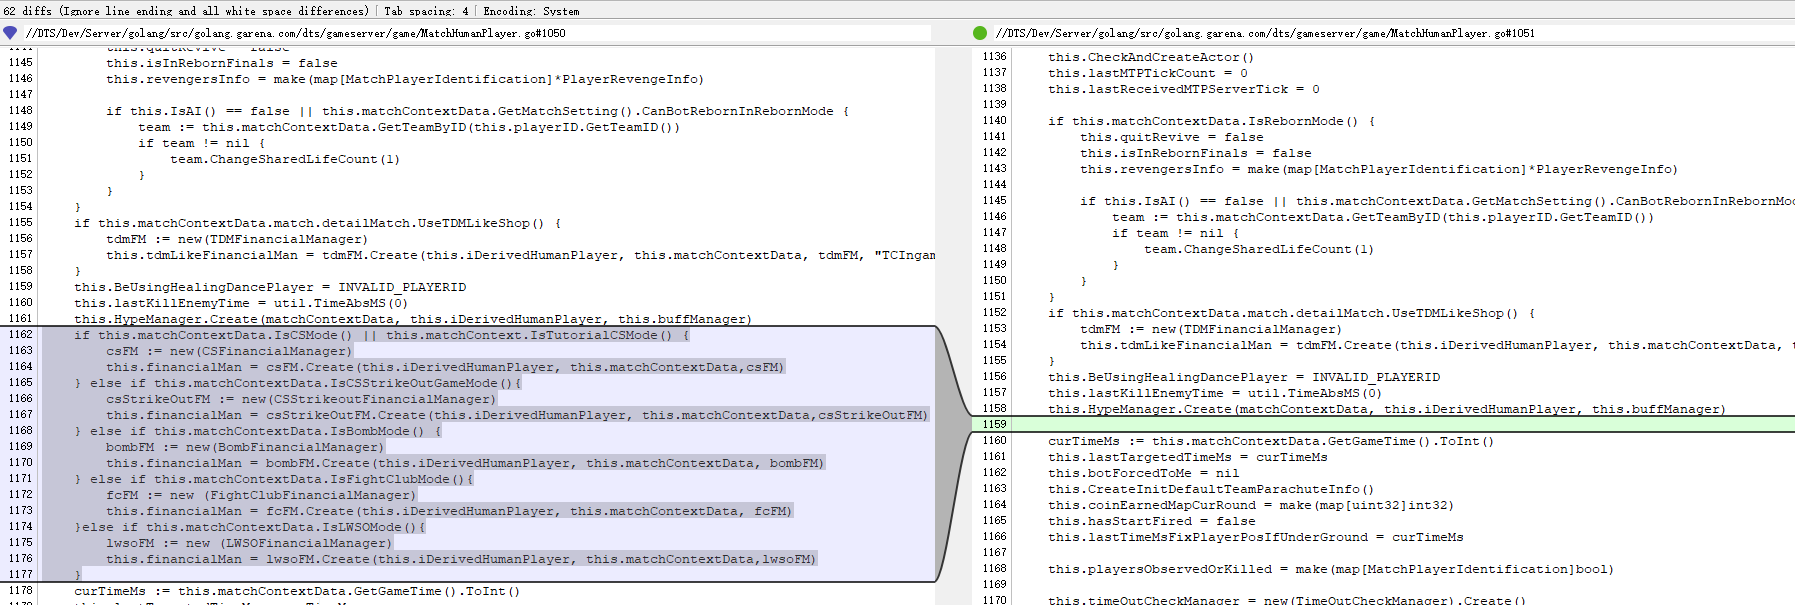 62 diffs (Ignore line ending and all white space differences) | Tab spacing: 4 | Encoding: System
//DTS/Dev/Server/golang/src/golang.garena.com/dts/gameserver/game/MatchHumanPlayer.go#1050
1145 this.isInRebornFinals = false
1146 this.revengersInfo = make(map[MatchPlayerIdentification]*PlayerRevengeInfo)
1147
1148 if this.IsAI() == false || this.matchContextData.GetMatchSetting().CanBotRebornInRebornMode {
1149 team := this.matchContextData.GetTeamByID(this.playerID.GetTeamID())
1150 if team != nil {
1151 team.ChangeSharedLifeCount(1)
1152 }
1153 }
1154 }
1155 if this.matchContextData.match.detailMatch.UseTDMLikeShop() {
1156 tdmFM := new(TDMFinancialManager)
1157 this.tdmLikeFinancialMan = tdmFM.Create(this.iDerivedHumanPlayer, this.matchContextData, tdmFM, "TCIngam
1158 }
1159 this.BeUsingHealingDancePlayer = INVALID_PLAYERID
1160 this.lastKillEnemyTime = util.TimeAbsMS(0)
1161 this.HypeManager.Create(matchContextData, this.iDerivedHumanPlayer, this.buffManager)
1162 if this.matchContextData.IsCSMode() || this.matchContext.IsTutorialCSMode() {
1163 csFM := new(CSFinancialManager)
1164 this.financialMan = csFM.Create(this.iDerivedHumanPlayer, this.matchContextData,csFM)
1165 } else if this.matchContextData.IsCSStrikeOutGameMode(){
1166 csStrikeOutFM := new(CSStrikeoutFinancialManager)
1167 this.financialMan = csStrikeOutFM.Create(this.iDerivedHumanPlayer, this.matchContextData,csStrikeOutFM)
1168 } else if this.matchContextData.IsBombMode() {
1169 bombFM := new(BombFinancialManager)
1170 this.financialMan = bombFM.Create(this.iDerivedHumanPlayer, this.matchContextData, bombFM)
1171 } else if this.matchContextData.IsFightClubMode(){
1172 fcFM := new (FightClubFinancialManager)
1173 this.financialMan = fcFM.Create(this.iDerivedHumanPlayer, this.matchContextData, fcFM)
1174 }else if this.matchContextData.IsLWSOMode(){
1175 lwsoFM := new (LWSOFinancialManager)
1176 this.financialMan = lwsoFM.Create(this.iDerivedHumanPlayer, this.matchContextData,lwsoFM)
1177 }
1178 curTimeMs := this.matchContextData.GetGameTime().ToInt()
//DTS/Dev/Server/golang/src/golang.garena.com/dts/gameserver/game/MatchHumanPlayer.go#1051
1136 this.CheckAndCreateActor()
1137 this.lastMTPTickCount = 0
1138 this.lastReceivedMTPServerTick = 0
1139
1140 if this.matchContextData.IsRebornMode() {
1141 this.quitRevive = false
1142 this.isInRebornFinals = false
1143 this.revengersInfo = make(map[MatchPlayerIdentification]*PlayerRevengeInfo)
1144
1145 if this.IsAI() == false || this.matchContextData.GetMatchSetting().CanBotRebornInRebornMo
1146 team := this.matchContextData.GetTeamByID(this.playerID.GetTeamID())
1147 if team != nil {
1148 team.ChangeSharedLifeCount(1)
1149 }
1150 }
1151 }
1152 if this.matchContextData.match.detailMatch.UseTDMLikeShop() {
1153 tdmFM := new(TDMFinancialManager)
1154 this.tdmLikeFinancialMan = tdmFM.Create(this.iDerivedHumanPlayer, this.matchContextData, t
1155 }
1156 this.BeUsingHealingDancePlayer = INVALID_PLAYERID
1157 this.lastKillEnemyTime = util.TimeAbsMS(0)
1158 this.HypeManager.Create(matchContextData, this.iDerivedHumanPlayer, this.buffManager)
1159
1160 curTimeMs := this.matchContextData.GetGameTime().ToInt()
1161 this.lastTargetedTimeMs = curTimeMs
1162 this.botForcedToMe = nil
1163 this.CreateInitDefaultTeamParachuteInfo()
1164 this.coinEarnedMapCurRound = make(map[uint32]int32)
1165 this.hasStartFired = false
1166 this.lastTimeMsFixPlayerPosIfUnderGround = curTimeMs
1167
1168 this.playersObservedOrKilled = make(map[MatchPlayerIdentification]bool)
1169
1170 this.timeOutCheckManager = new(TimeOutCheckManager).Create()